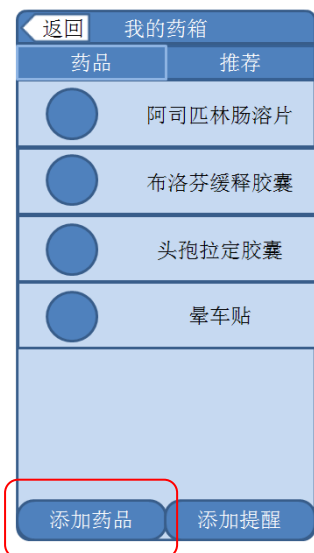 返回 我的药箱
药品 推荐
阿司匹林肠溶片
布洛芬缓释胶囊
头孢拉定胶囊
晕车贴
添加药品 添加提醒